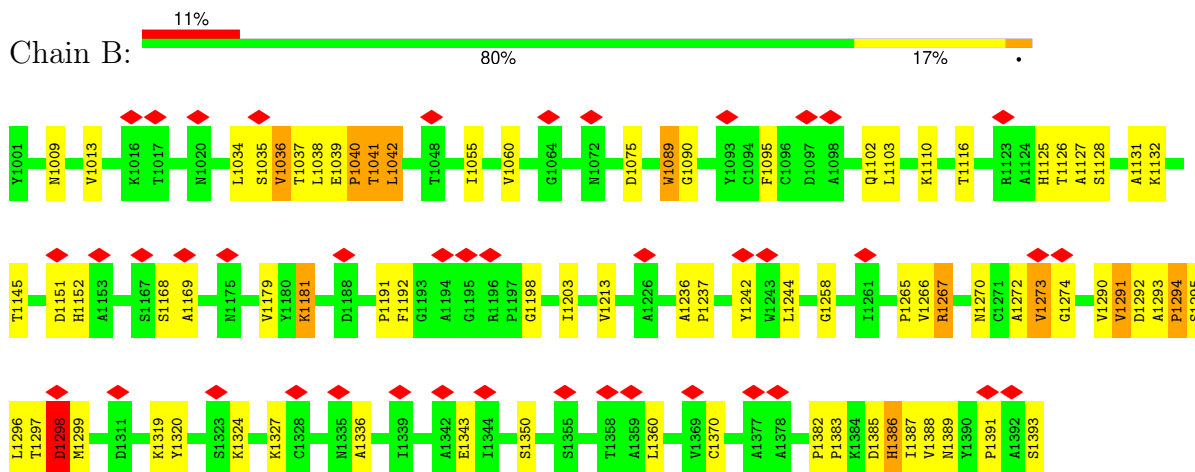 11%
Chain B:
80% 17% •
Y1001 N1009 V1013 K1016 T1017 N1020 L1034 S1035 V1036 T1037 L1038 E1039 P1040 T1041 L1042 T1048 I1055 V1060 G1064 N1072 D1075 W1089 G1090 Y1093 C1094 F1095 C1096 D1097 A1098 Q1102 L1103 K1110 T1116 R1123 A1124 H1125 T1126 A1127 S1128 A1131 K1132
T1145 D1151 H1152 A1153 S1167 S1168 A1169 N1175 V1179 Y1180 K1181 D1188 P1191 F1192 G1193 A1194 G1195 R1196 P1197 G1198 I1203 V1213 A1226 A1236 P1237 Y1242 W1243 L1244 G1258 I1261 P1265 V1266 R1267 N1270 C1271 A1272 V1273 G1274 V1290 V1291 D1292 A1293 P1294 S1295
L1296 T1297 D1298 M1299 D1311 K1319 Y1320 S1323 K1324 K1327 C1328 N1335 A1336 I1339 A1342 E1343 I1344 S1350 S1355 T1358 A1359 L1360 V1369 C1370 A1377 A1378 P1382 P1383 K1384 D1385 H1386 I1387 V1388 N1389 Y1390 P1391 A1392 S1393